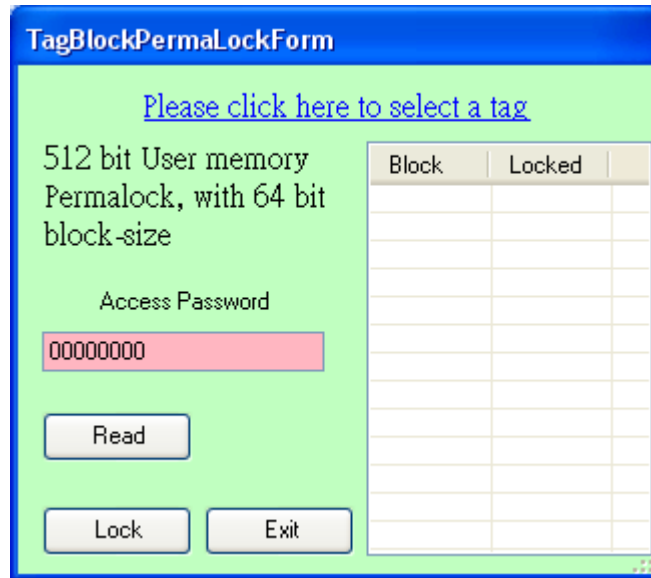 TagBlockPermaLockForm
Please click here to select a tag
512 bit User memory
Permalock, with 64 bit
block-size
Block Locked
Access Password
00000000
Read
Lock Exit